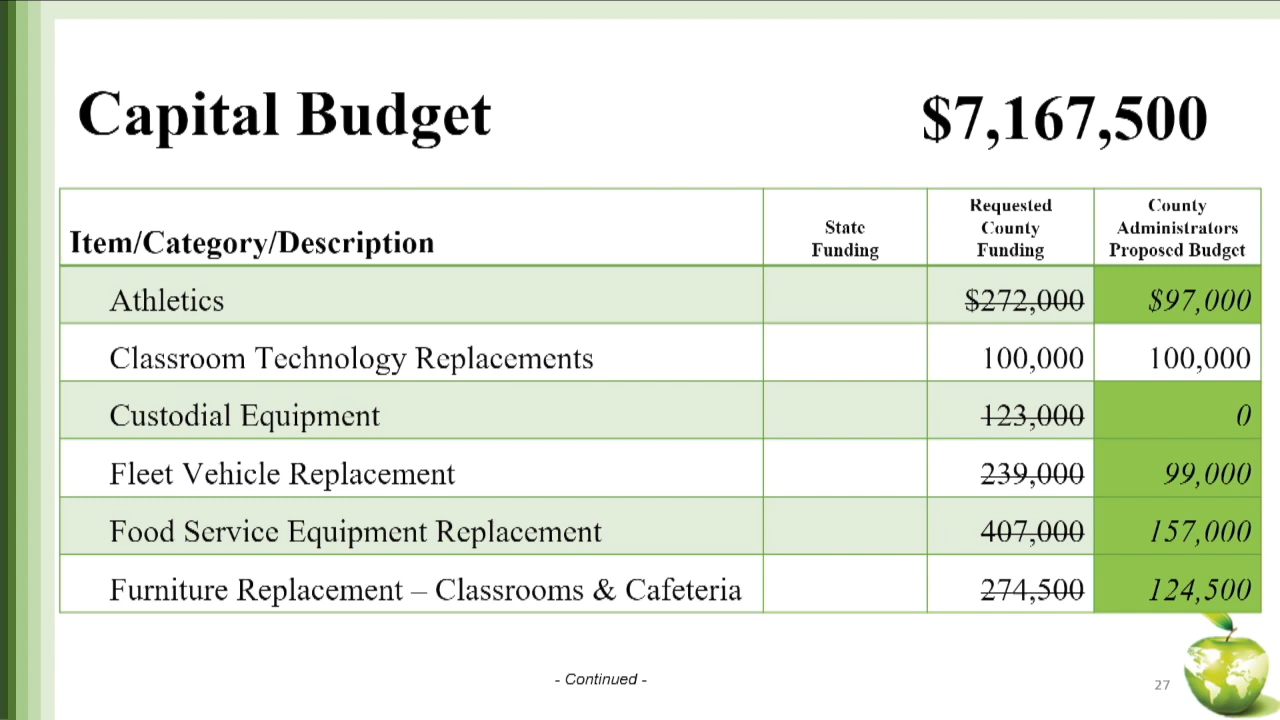 Capital Budget $7,167,500
Item/Category/Description State Funding Requested County Funding County Administrators Proposed Budget
Athletics $272,000 $97,000
Classroom Technology Replacements 100,000 100,000
Custodial Equipment 123,000 0
Fleet Vehicle Replacement 239,000 99,000
Food Service Equipment Replacement 407,000 157,000
Furniture Replacement – Classrooms & Cafeteria 274,500 124,500
- Continued -
27